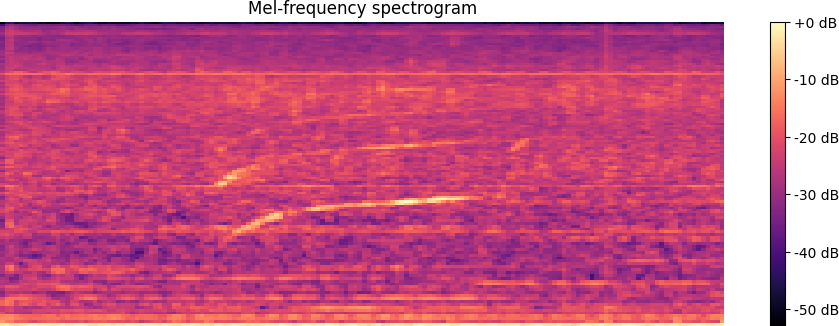 Mel-frequency spectrogram
+0 dB
-10 dB
-20 dB
-30 dB
-40 dB
-50 dB